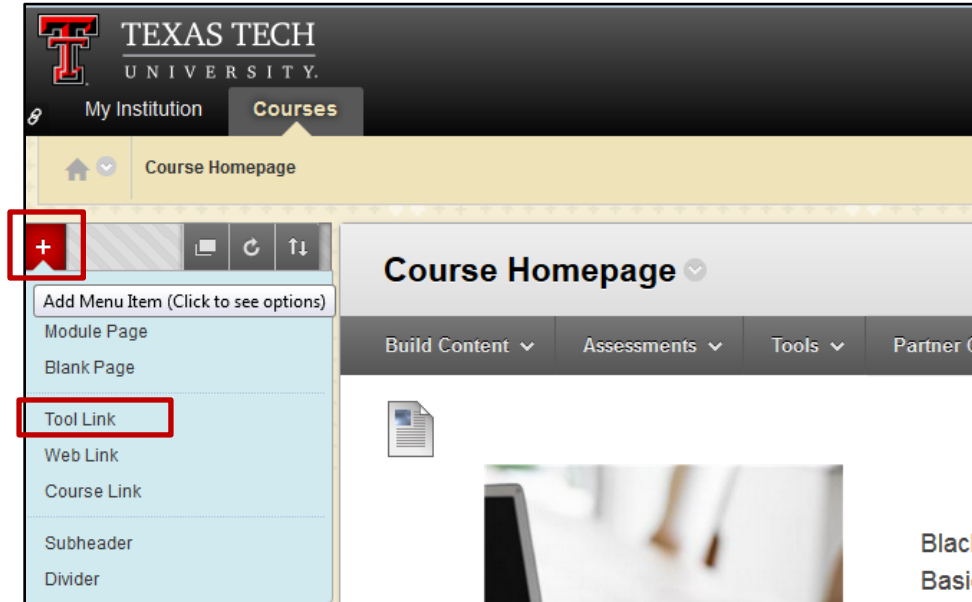 TEXAS TECH
UNIVERSITY.
My Institution
Courses
Course Homepage
+
Course Homepage
Add Menu Item (Click to see options)
Module Page
Blank Page
Build Content
Assessments
Tools
Partner
Tool Link
Web Link
Course Link
Subheader
Divider